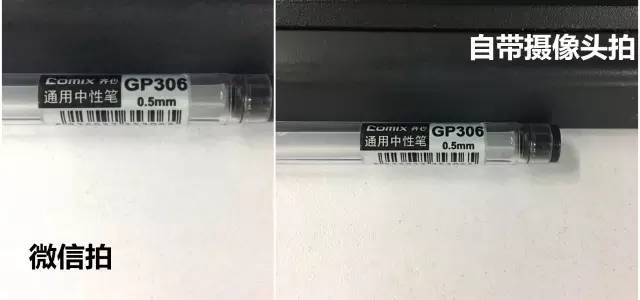 comix 齐心 GP306
通用中性笔 0.5mm
微信拍
自带摄像头拍
comix 齐心 GP306
通用中性笔 0.5mm